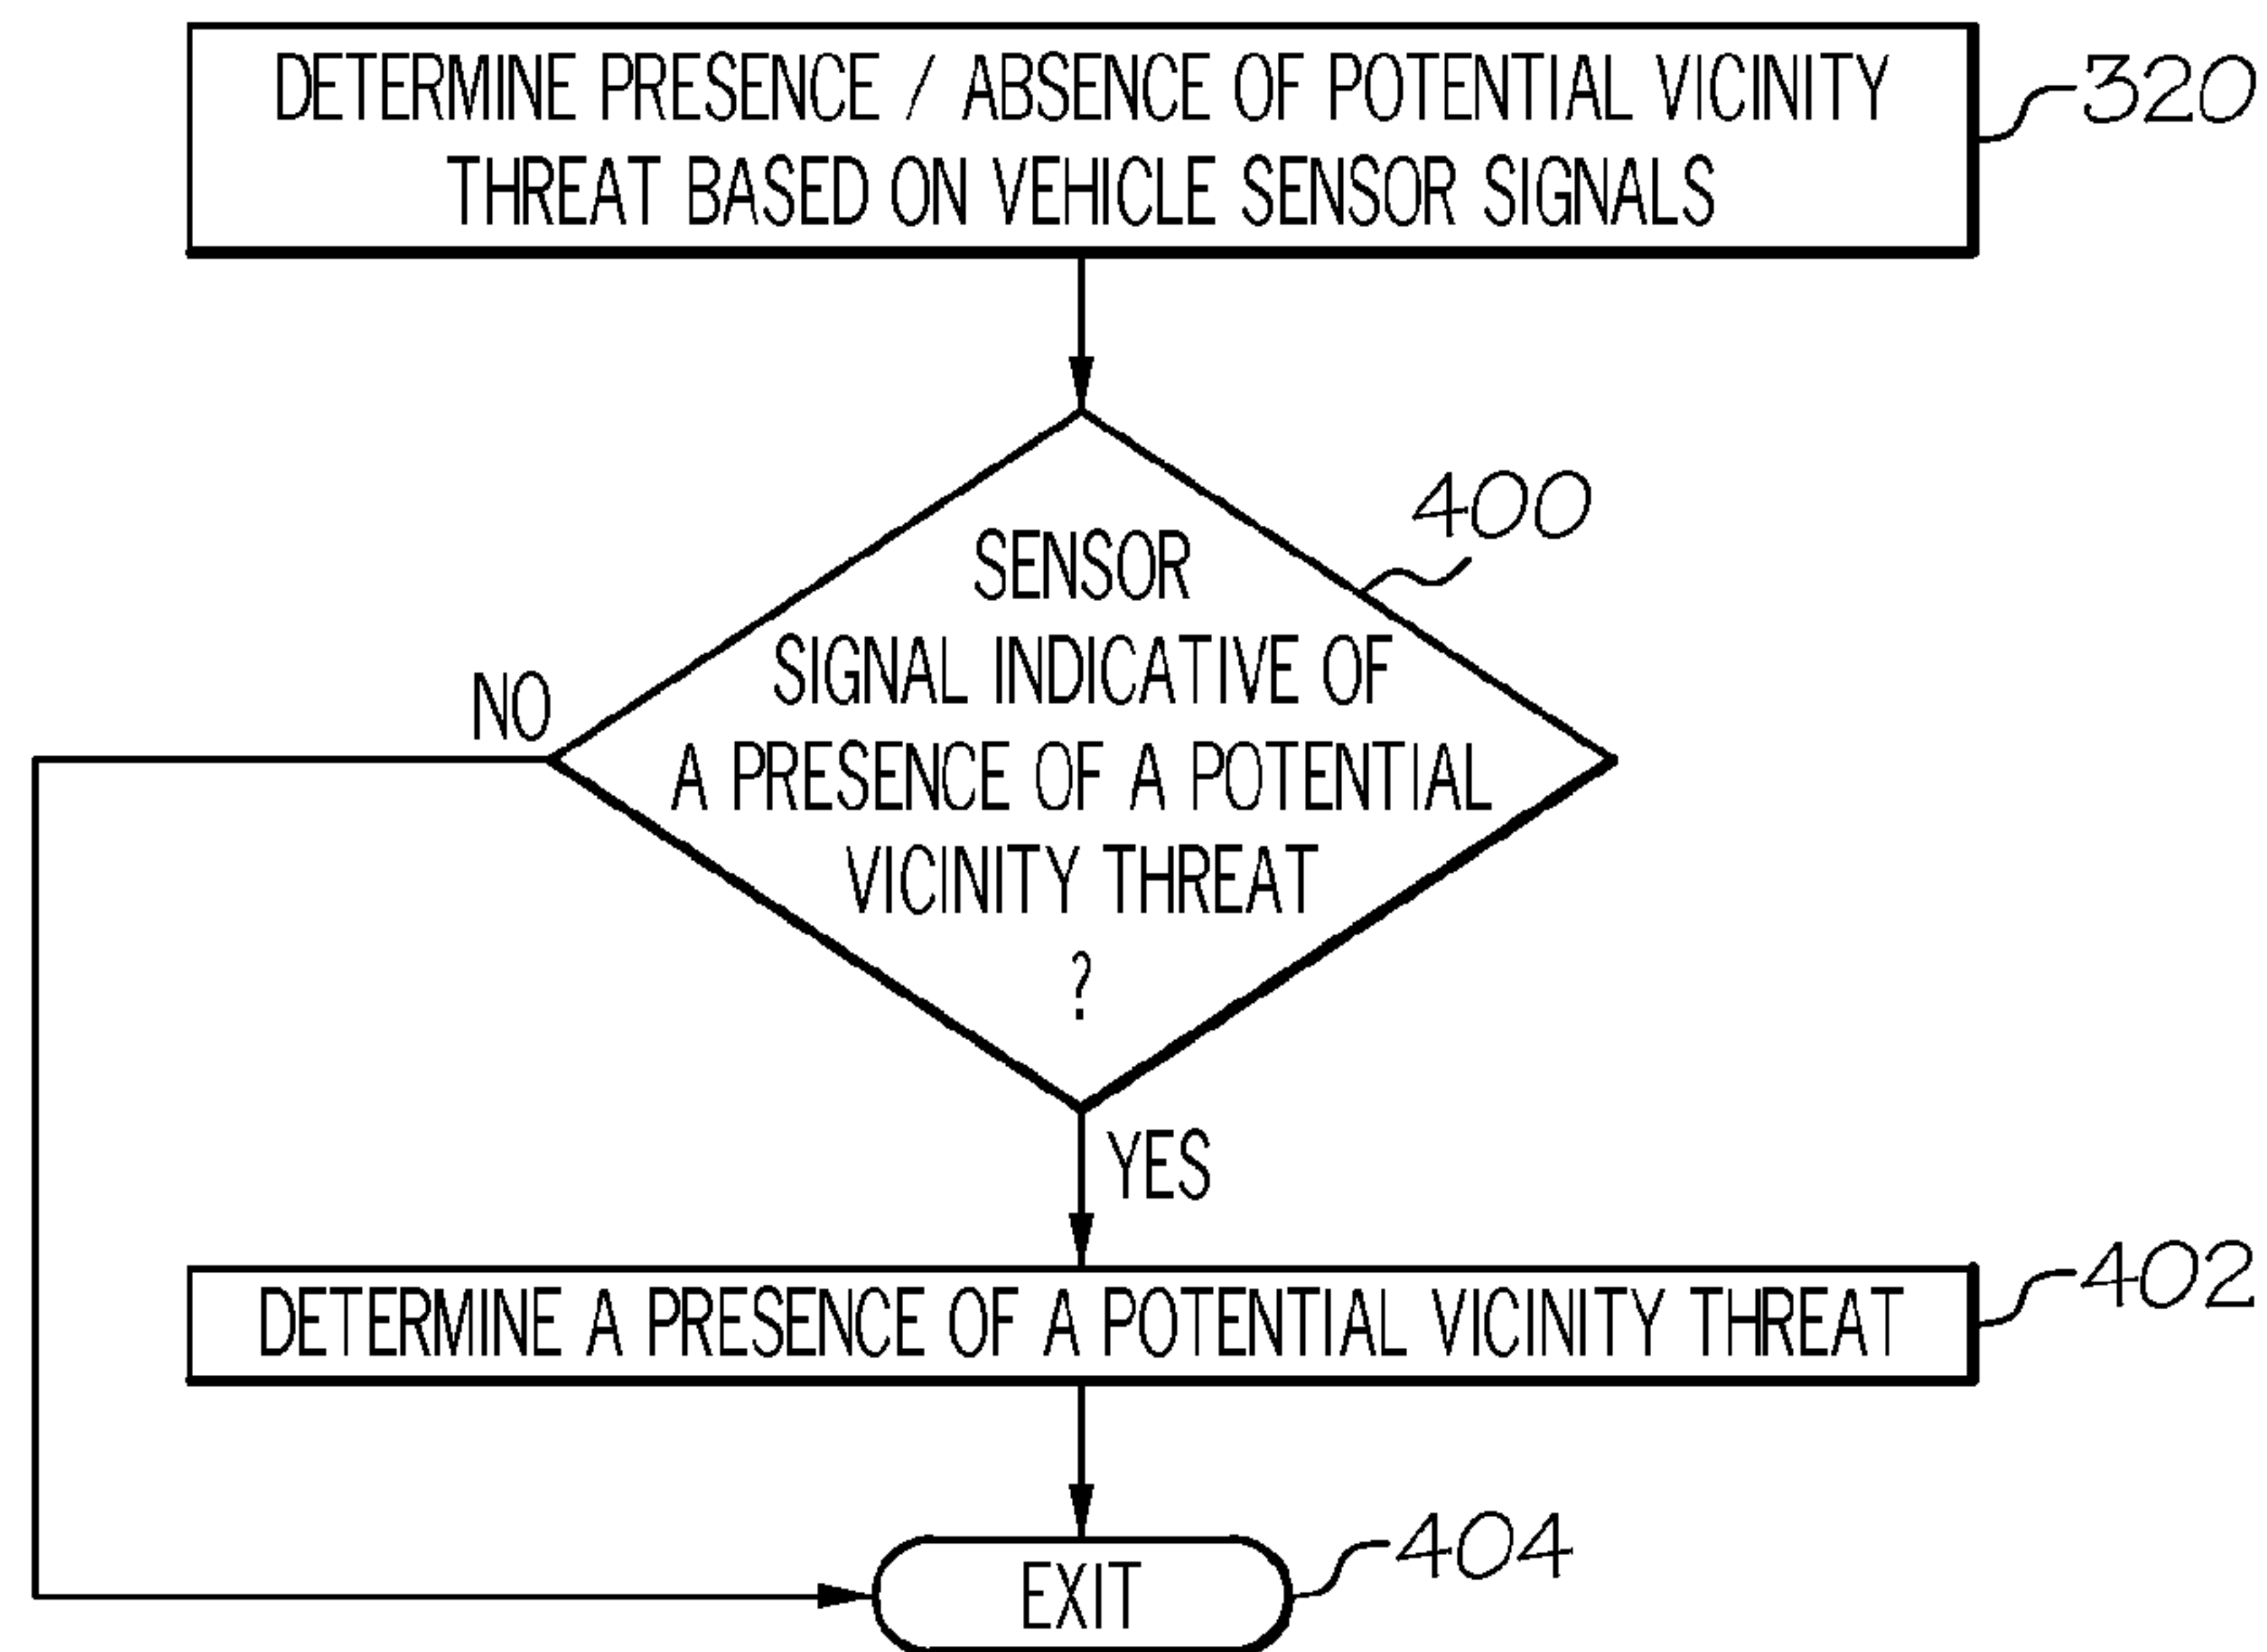 DETERMINE PRESENCE / ABSENCE OF POTENTIAL VICINITY
THREAT BASED ON VEHICLE SENSOR SIGNALS
320
400
SENSOR
SIGNAL INDICATIVE OF
A PRESENCE OF A POTENTIAL
VICINITY THREAT
?
NO
YES
DETERMINE A PRESENCE OF A POTENTIAL VICINITY THREAT
402
EXIT
404